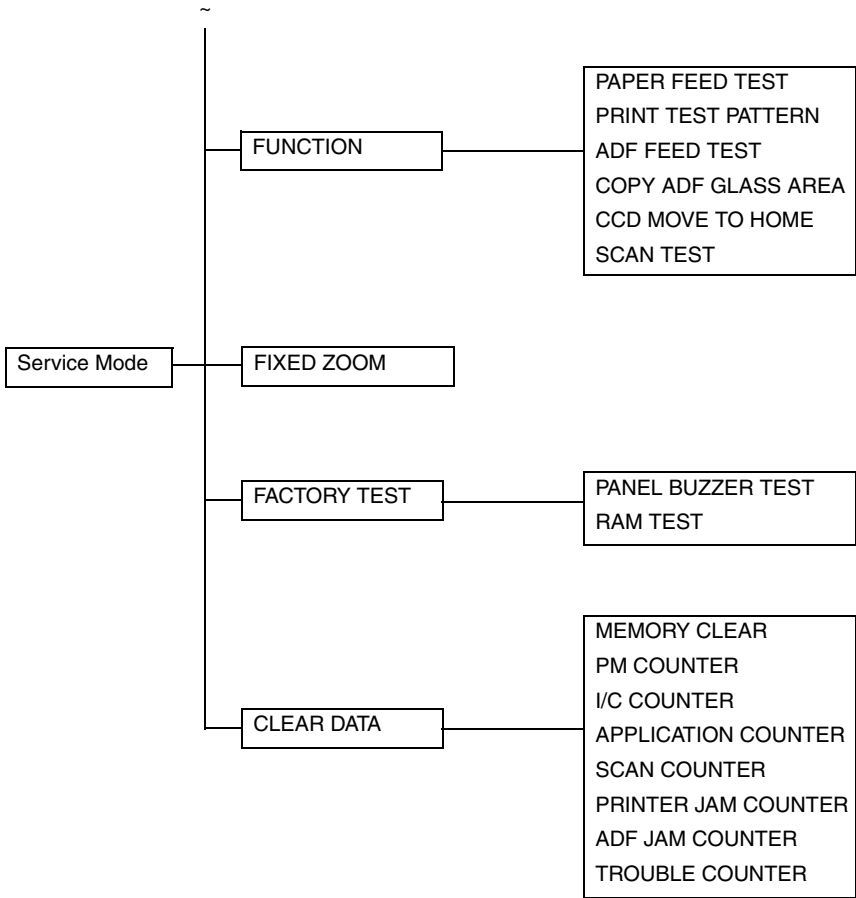 ~
FUNCTION
PAPER FEED TEST
PRINT TEST PATTERN
ADF FEED TEST
COPY ADF GLASS AREA
CCD MOVE TO HOME
SCAN TEST
Service Mode
FIXED ZOOM
FACTORY TEST
PANEL BUZZER TEST
RAM TEST
CLEAR DATA
MEMORY CLEAR
PM COUNTER
I/C COUNTER
APPLICATION COUNTER
SCAN COUNTER
PRINTER JAM COUNTER
ADF JAM COUNTER
TROUBLE COUNTER